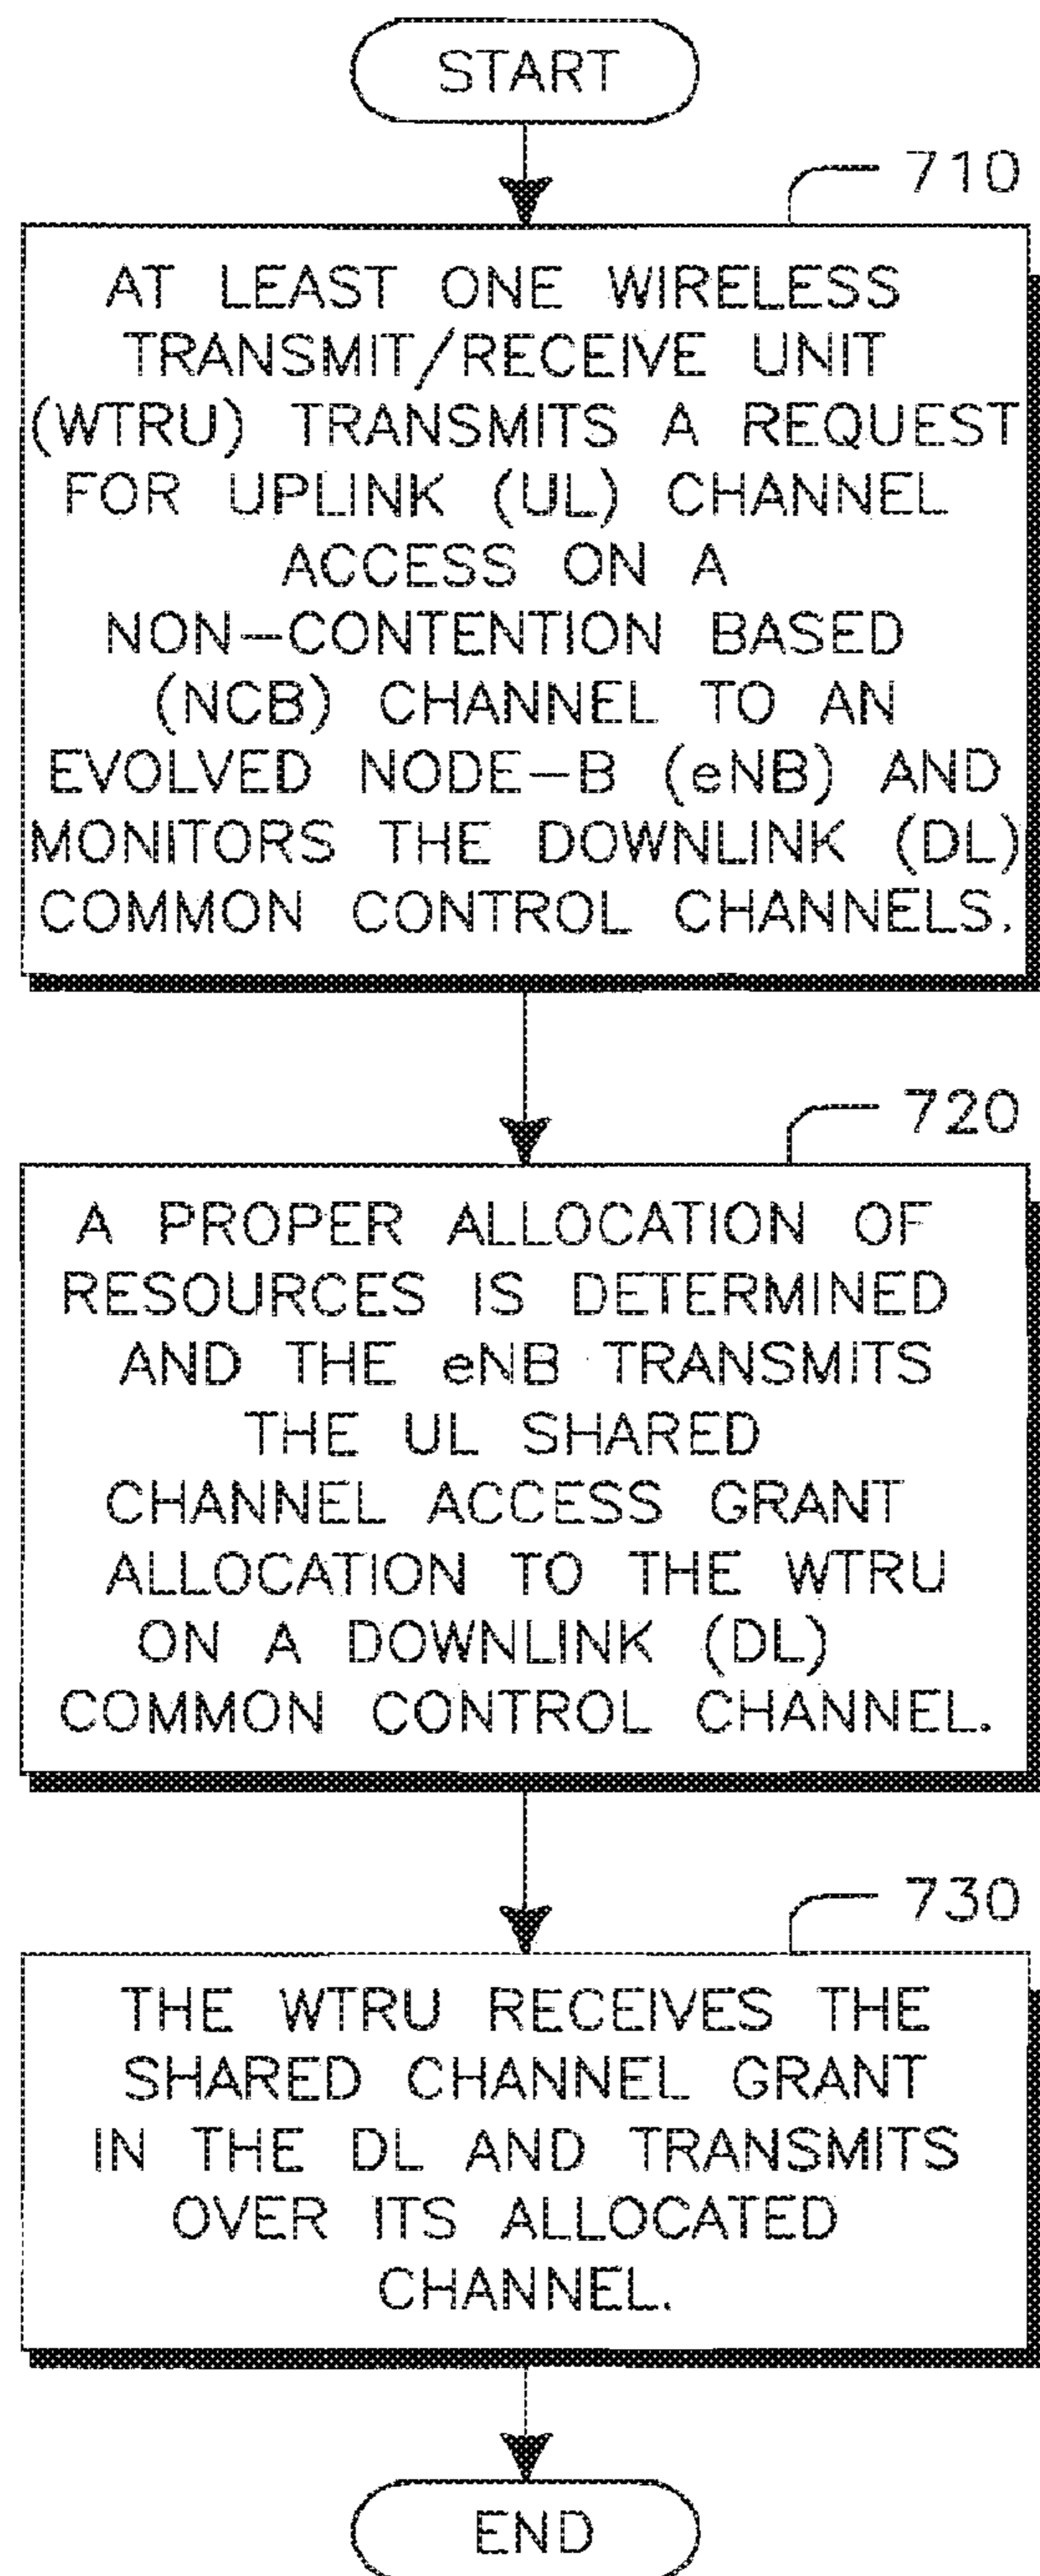 START
710
AT LEAST ONE WIRELESS
TRANSMIT/RECEIVE UNIT
(WTRU) TRANSMITS A REQUEST
FOR UPLINK (UL) CHANNEL
ACCESS ON A
NON-CONTENTION BASED
(NCB) CHANNEL TO AN
EVOLVED NODE-B (eNB) AND
MONITORS THE DOWNLINK (DL)
COMMON CONTROL CHANNELS.
720
A PROPER ALLOCATION OF
RESOURCES IS DETERMINED
AND THE eNB TRANSMITS
THE UL SHARED
CHANNEL ACCESS GRANT
ALLOCATION TO THE WTRU
ON A DOWNLINK (DL)
COMMON CONTROL CHANNEL.
730
THE WTRU RECEIVES THE
SHARED CHANNEL GRANT
IN THE DL AND TRANSMITS
OVER ITS ALLOCATED
CHANNEL.
END